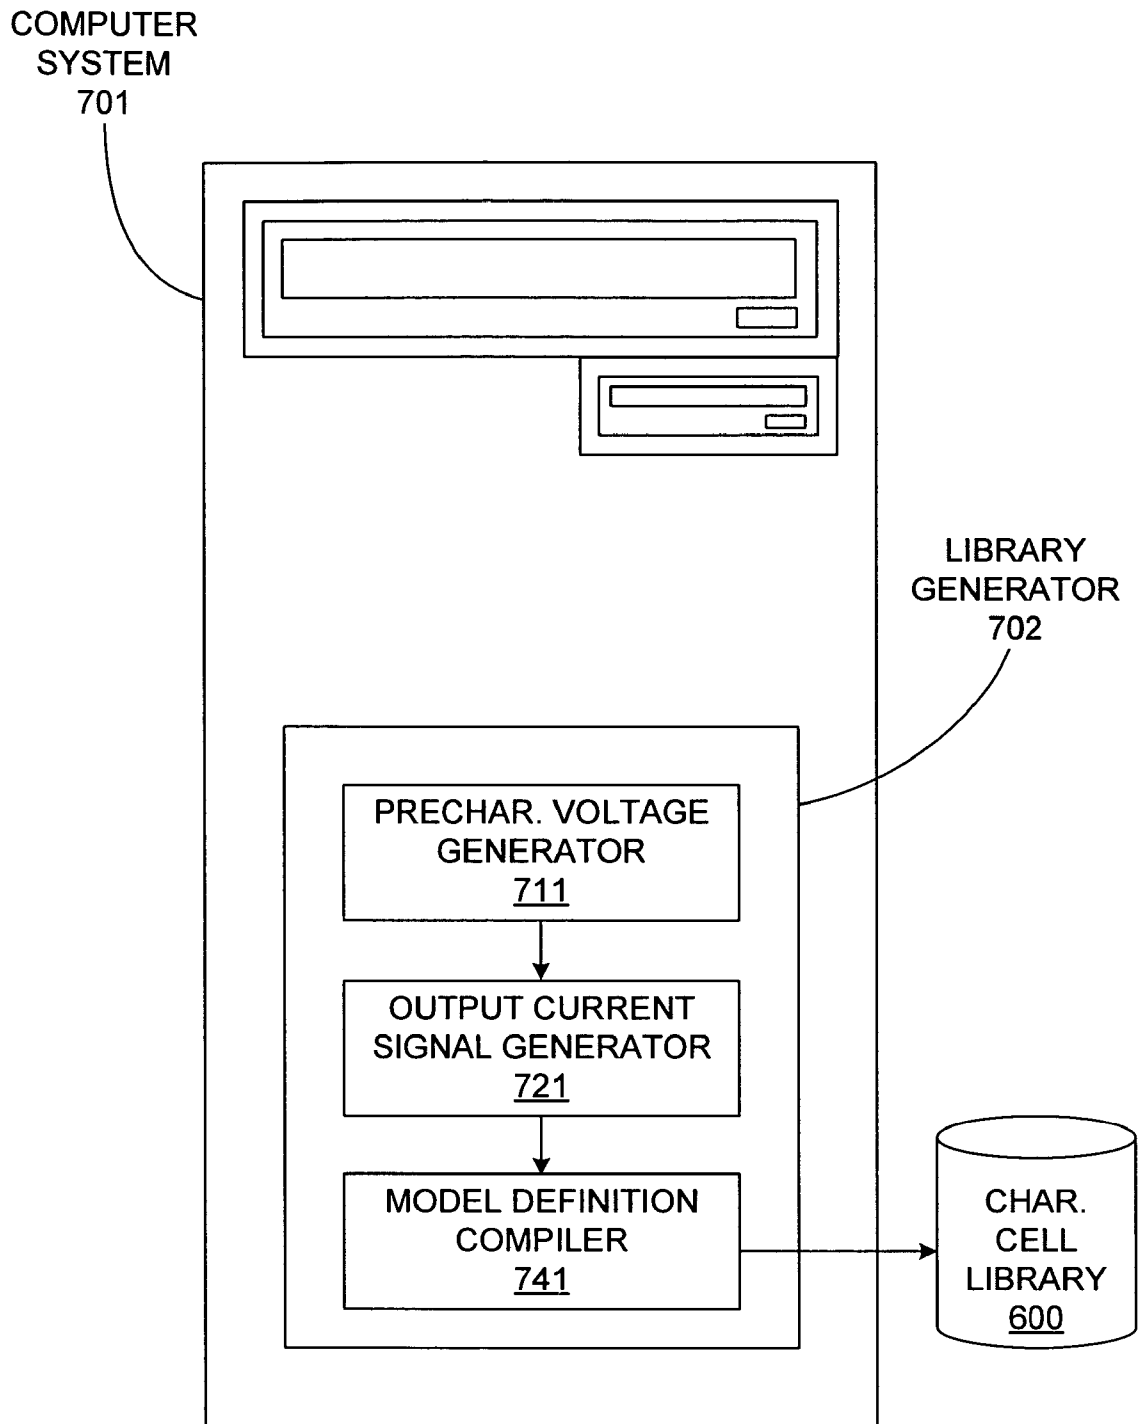 COMPUTER
SYSTEM
701
LIBRARY
GENERATOR
702
PRECHAR. VOLTAGE
GENERATOR
711
OUTPUT CURRENT
SIGNAL GENERATOR
721
MODEL DEFINITION
COMPILER
741
CHAR.
CELL
LIBRARY
600